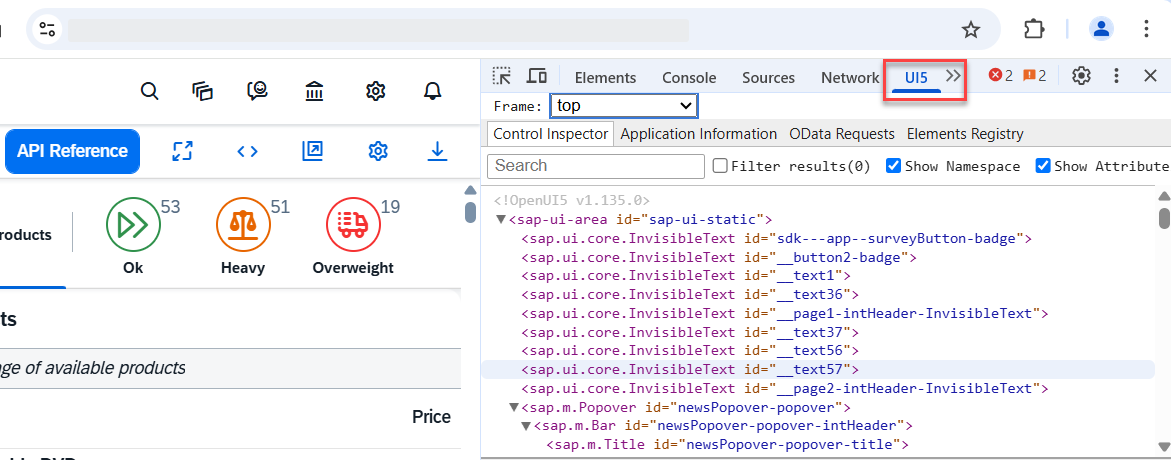 Elements Console Sources Network UI5 2 2
Frame: top
Control Inspector Application Information OData Requests Elements Registry
Search Filter results(0) Show Namespace Show Attribute
API Reference
53 51 19
roducts
Ok Heavy Overweight
ts
ge of available products
Price
<!OpenUI5 v1.135.0>
<sap-ui-area id="sap-ui-static">
<sap.ui.core.InvisibleText id="sdk---app--surveyButton-badge">
<sap.ui.core.InvisibleText id="__button2-badge">
<sap.ui.core.InvisibleText id="__text1">
<sap.ui.core.InvisibleText id="__text36">
<sap.ui.core.InvisibleText id="__page1-intHeader-InvisibleText">
<sap.ui.core.InvisibleText id="__text37">
<sap.ui.core.InvisibleText id="__text56">
<sap.ui.core.InvisibleText id="__text57">
<sap.ui.core.InvisibleText id="__page2-intHeader-InvisibleText">
<sap.m.Popover id="newsPopover-popover">
<sap.m.Bar id="newsPopover-popover-intHeader">
<sap.m.Title id="newsPopover-popover-title">